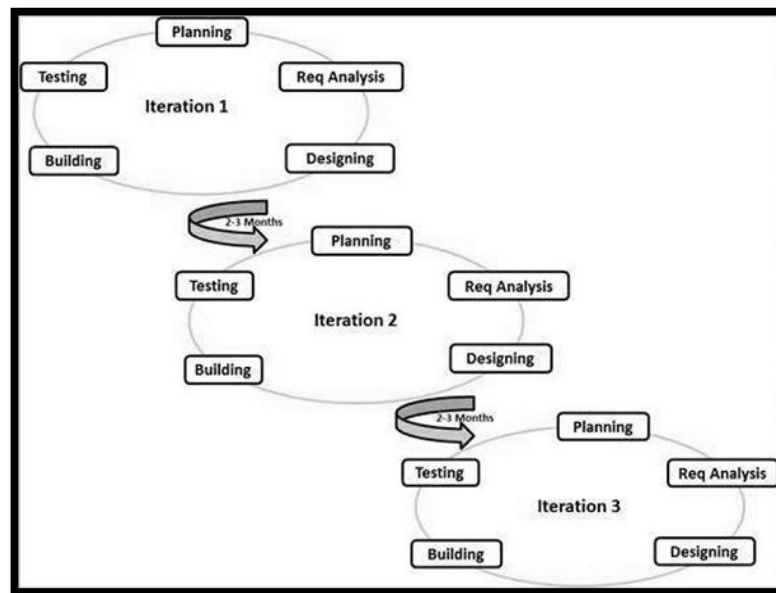 Planning
Testing
Req Analysis
Iteration 1
Building
Designing
2-3 Months
Planning
Testing
Req Analysis
Iteration 2
Building
Designing
2-3 Months
Planning
Testing
Req Analysis
Iteration 3
Building
Designing